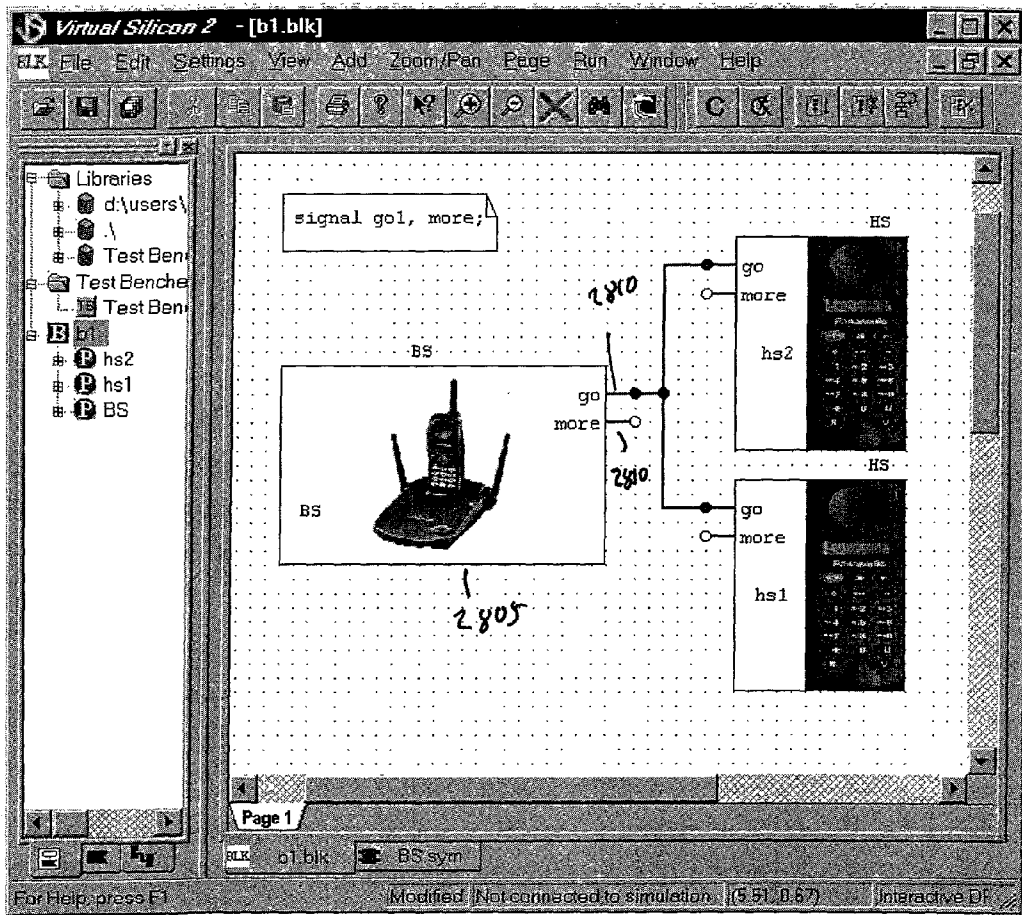 Virtual Silicon 2 - [b1.blk]
BLK File Edit Settings View Add Zoom/Pan Page Run Window Help
Libraries
d:\users\
.\
Test Ben
Test Benche
Test Ben
B b1
P hs2
P hs1
P BS
signal go1, more;
HS
go
more
hs2
2810
BS
go
more
2810
BS
2805
HS
go
more
hs1
Page 1
BLK b1.blk BS.sym
For Help, press F1 Modified Not connected to simulation (5.51, 0.67) Interactive DF